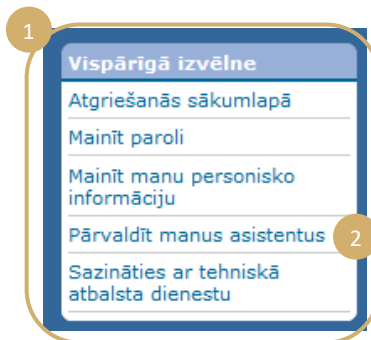 1
Vispārīgā izvēlne
Atgriešanās sākumlapā
Mainīt paroli
Mainīt manu personisko
informāciju
Pārvaldīt manus asistentus
2
Sazināties ar tehniskā
atbalsta dienestu